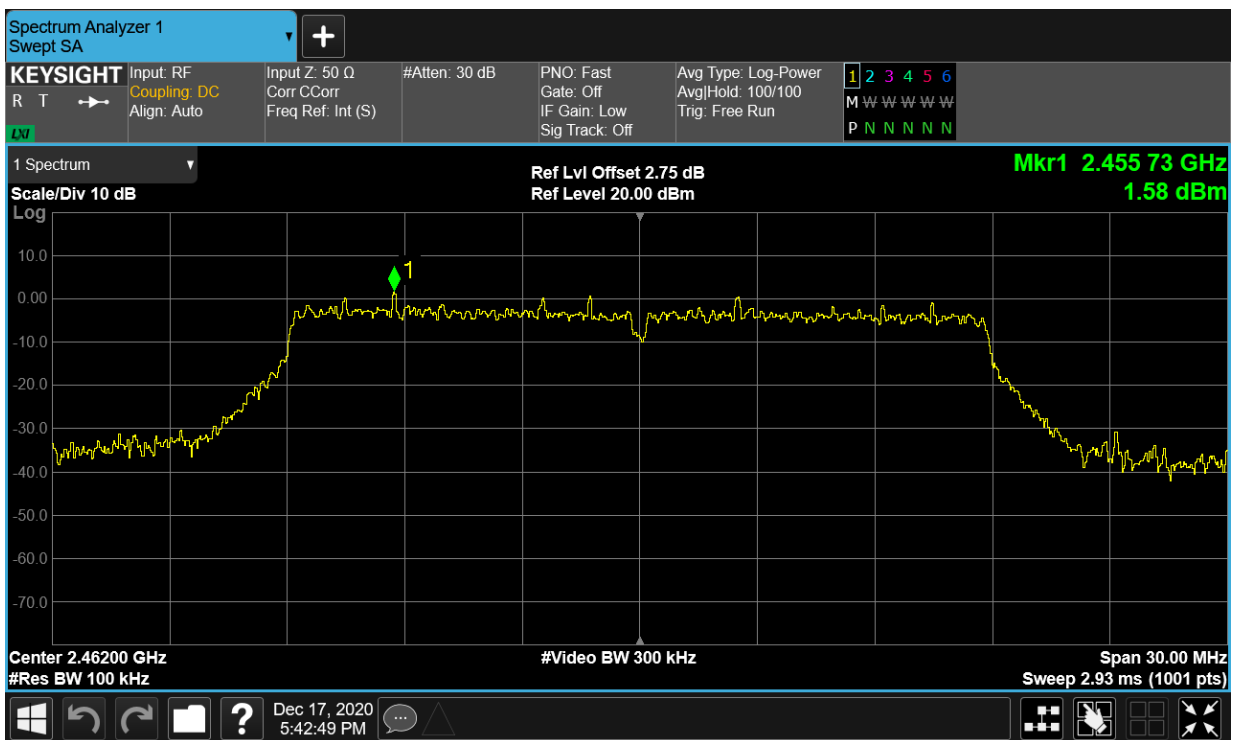 Spectrum Analyzer 1
Swept SA
KEYSIGHT
R T
LXI
Input: RF
Coupling: DC
Align: Auto
Input Z: 50 Ω
Corr CCorr
Freq Ref: Int (S)
#Atten: 30 dB
PNO: Fast
Gate: Off
IF Gain: Low
Sig Track: Off
Avg Type: Log-Power
Avg|Hold: 100/100
Trig: Free Run
1 2 3 4 5 6
M W W W W W
P N N N N N
1 Spectrum
Scale/Div 10 dB
Ref Lvl Offset 2.75 dB
Ref Level 20.00 dBm
Mkr1 2.455 73 GHz
1.58 dBm
Log
10.0
1
0.00
-10.0
-20.0
-30.0
-40.0
-50.0
-60.0
-70.0
Center 2.46200 GHz
#Video BW 300 kHz
Span 30.00 MHz
#Res BW 100 kHz
Sweep 2.93 ms (1001 pts)
?
Dec 17, 2020
5:42:49 PM